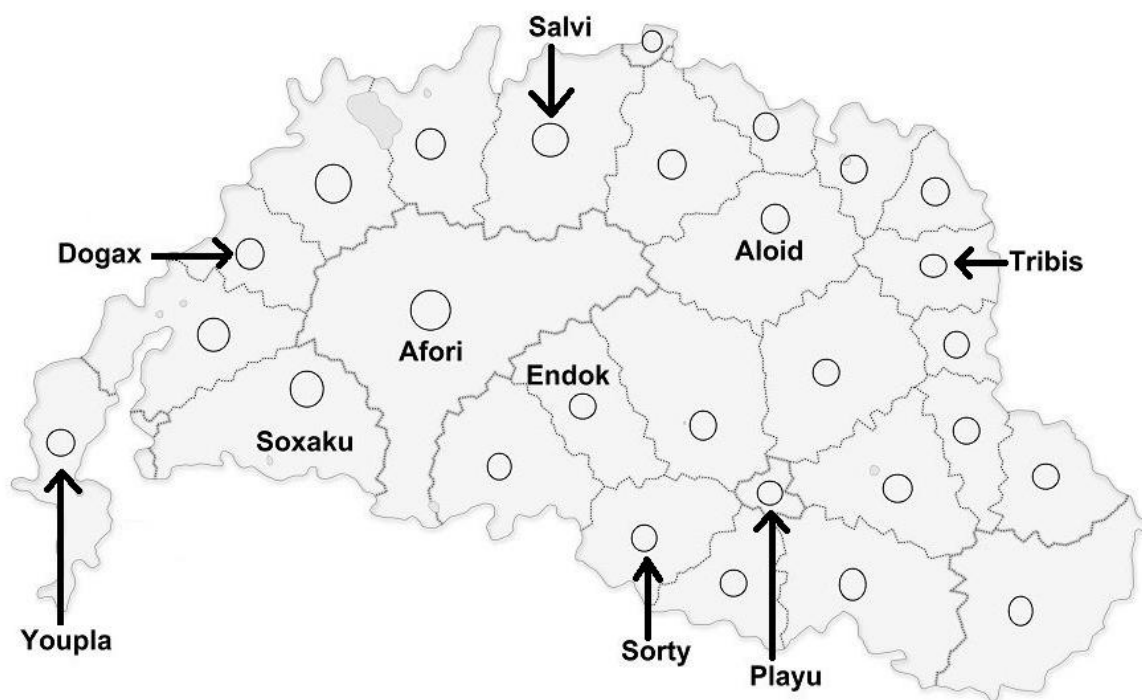 Salvi
Dogax
Aloid
Tribis
Afori
Endok
Soxaku
Youpla
Sorty
Playu